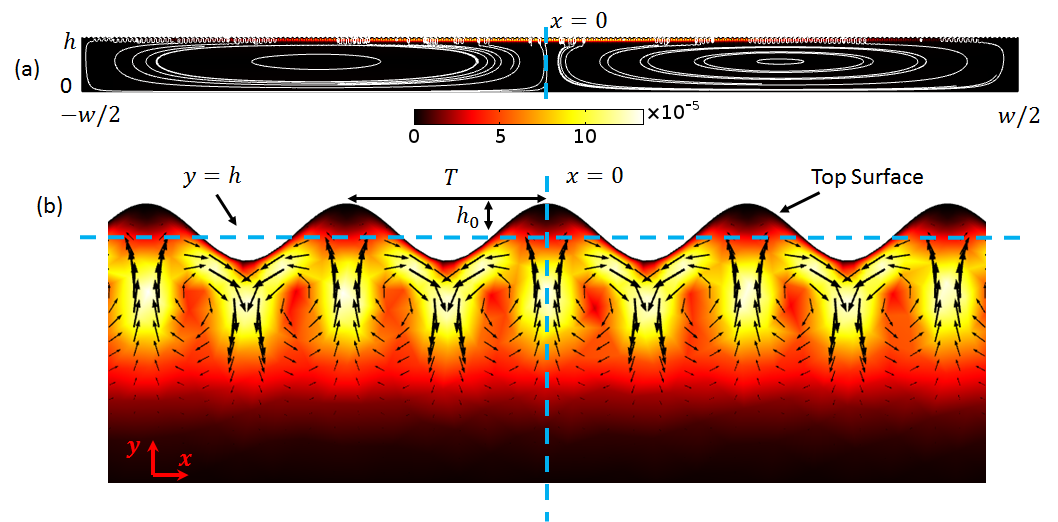 x = 0
h
(a)
0
−w/2
w/2
×10⁻⁵
0 5 10
y = h
T
x = 0
Top Surface
(b)
h₀
y
x